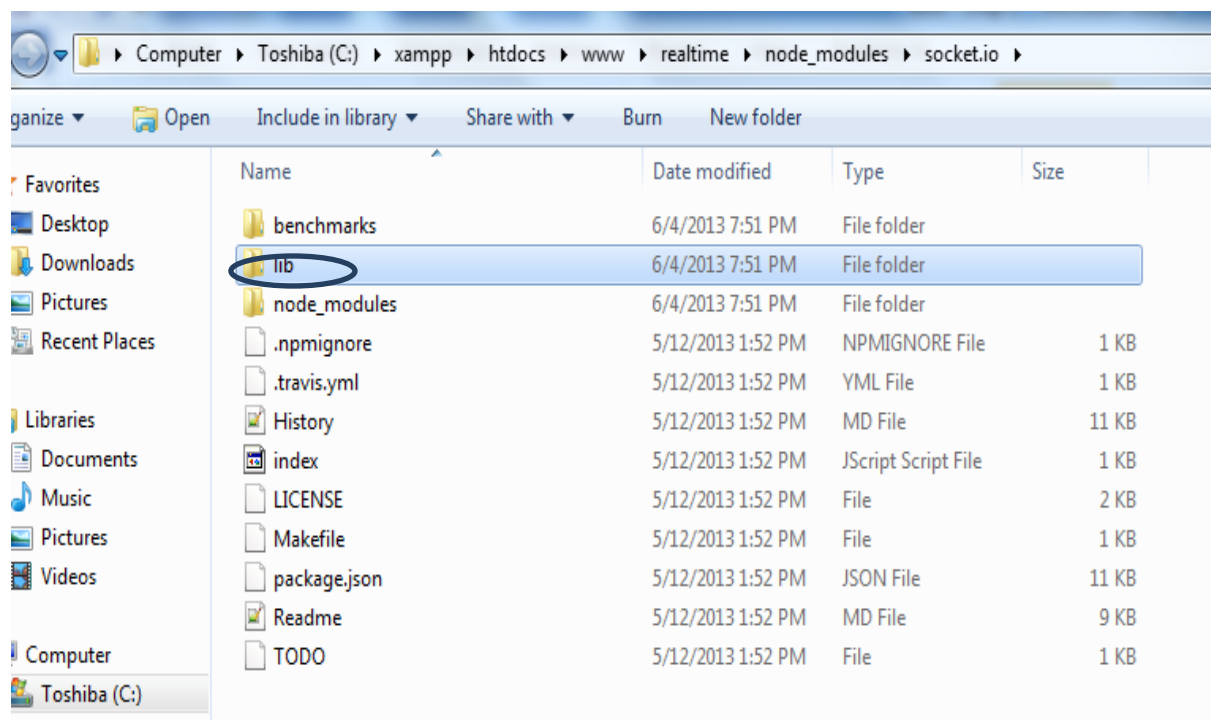 Computer Toshiba (C:) xampp htdocs www realtime node_modules socket.io
ganize Open Include in library Share with Burn New folder
Name Date modified Type Size
Favorites
Desktop
Downloads
Pictures
Recent Places
Libraries
Documents
Music
Pictures
Videos
Computer
Toshiba (C:)
benchmarks 6/4/2013 7:51 PM File folder
lib 6/4/2013 7:51 PM File folder
node_modules 6/4/2013 7:51 PM File folder
.npmignore 5/12/2013 1:52 PM NPMIGNORE File 1 KB
.travis.yml 5/12/2013 1:52 PM YML File 1 KB
History 5/12/2013 1:52 PM MD File 11 KB
index 5/12/2013 1:52 PM JScript Script File 1 KB
LICENSE 5/12/2013 1:52 PM File 2 KB
Makefile 5/12/2013 1:52 PM File 1 KB
package.json 5/12/2013 1:52 PM JSON File 11 KB
Readme 5/12/2013 1:52 PM MD File 9 KB
TODO 5/12/2013 1:52 PM File 1 KB